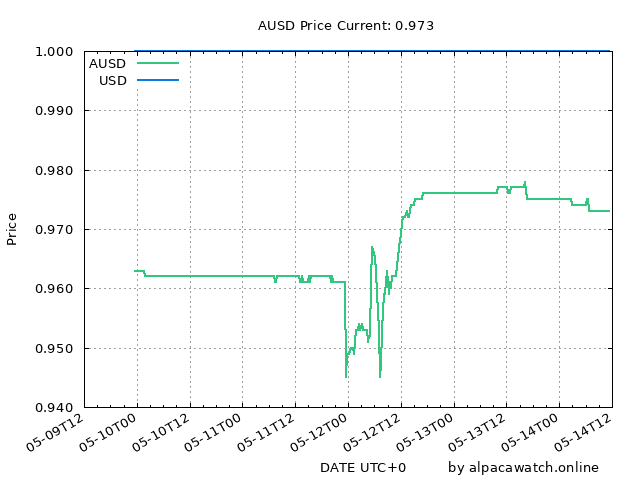 AUSD Price Current: 0.973
1.000
0.990
0.980
0.970
0.960
0.950
0.940
Price
AUSD
USD
05-09T12
05-10T00
05-10T12
05-11T00
05-11T12
05-12T00
05-12T12
05-13T00
05-13T12
05-14T00
05-14T12
DATE UTC+0
by alpacawatch.online